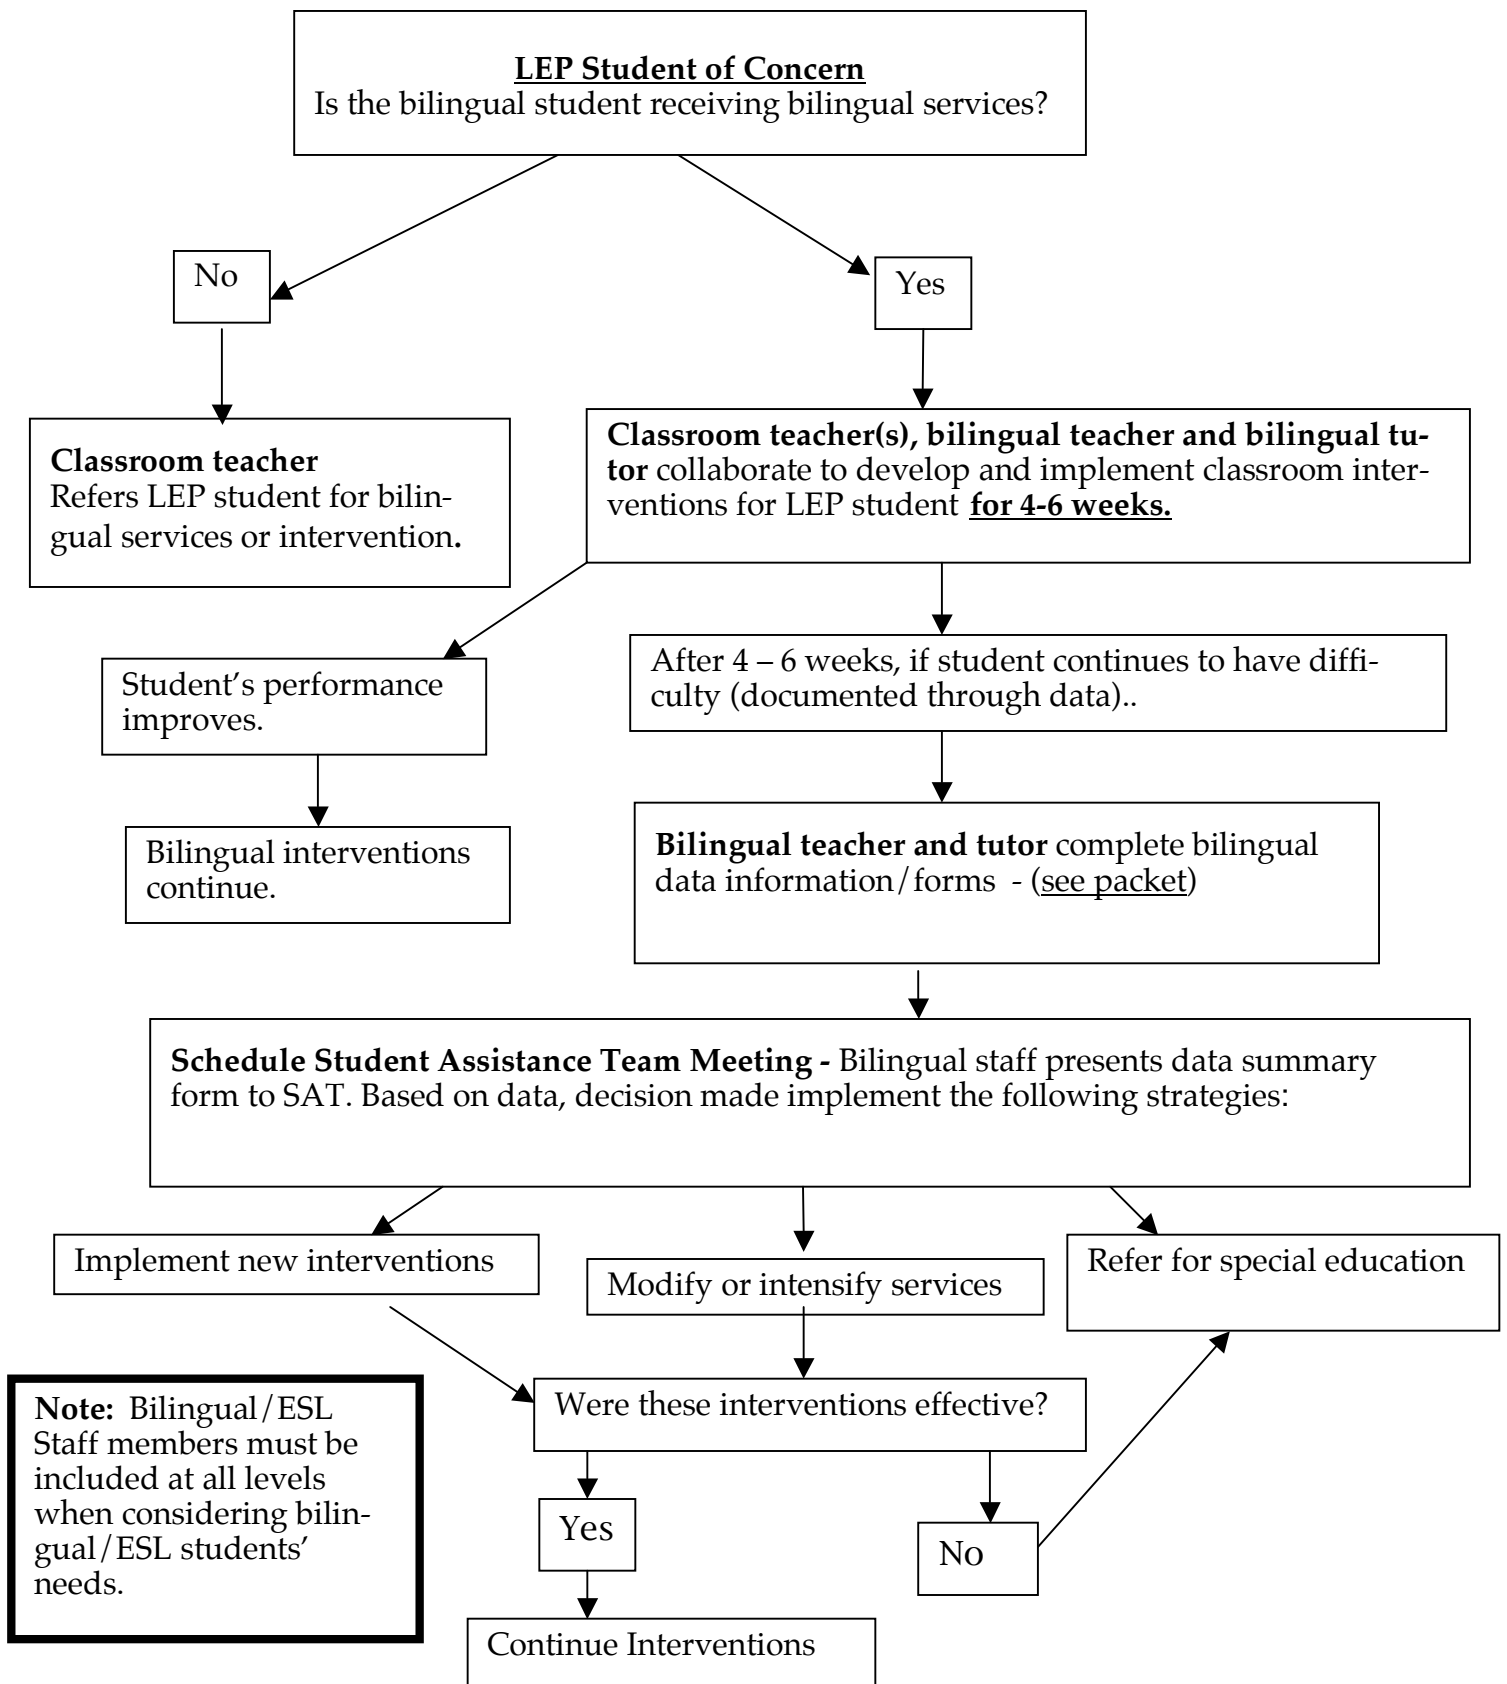 LEP Student of Concern
Is the bilingual student receiving bilingual services?
No
Yes
Classroom teacher
Refers LEP student for bilin-
gual services or intervention.
Classroom teacher(s), bilingual teacher and bilingual tu-
tor collaborate to develop and implement classroom inter-
ventions for LEP student for 4-6 weeks.
Student’s performance
improves.
After 4 – 6 weeks, if student continues to have diffi-
culty (documented through data)..
Bilingual interventions
continue.
Bilingual teacher and tutor complete bilingual
data information/forms - (see packet)
Schedule Student Assistance Team Meeting - Bilingual staff presents data summary
form to SAT. Based on data, decision made implement the following strategies:
Implement new interventions
Modify or intensify services
Refer for special education
Were these interventions effective?
Note: Bilingual/ESL
Staff members must be
included at all levels
when considering bilin-
gual/ESL students’
needs.
Yes
No
Continue Interventions